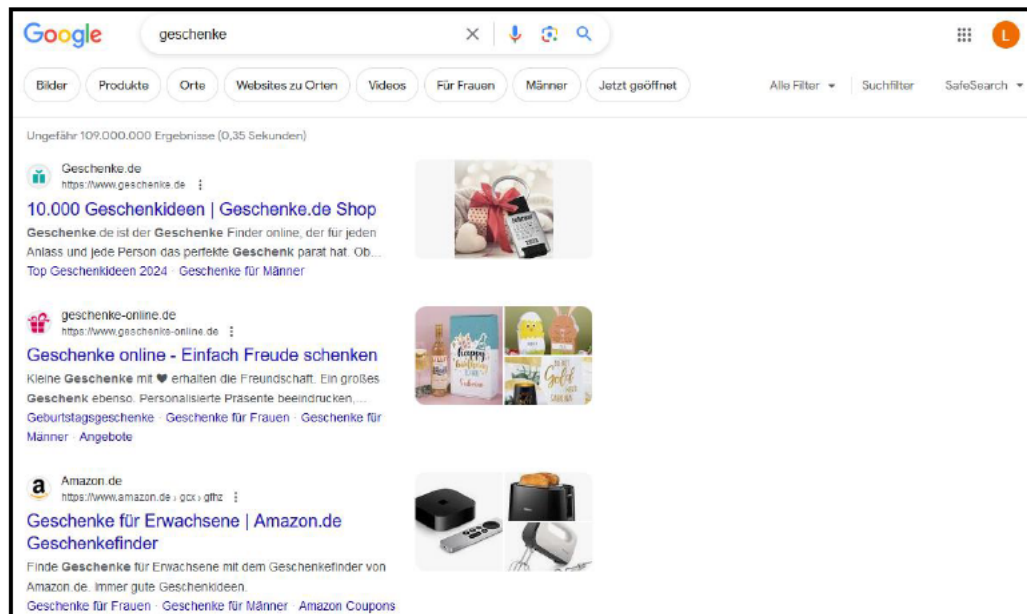 Google
geschenke
L
Bilder
Produkte
Orte
Websites zu Orten
Videos
Für Frauen
Männer
Jetzt geöffnet
Alle Filter
Suchfilter
SafeSearch
Ungefähr 109.000.000 Ergebnisse (0,35 Sekunden)
Geschenke.de
https://www.geschenke.de
10.000 Geschenkideen | Geschenke.de Shop
Geschenke.de ist der Geschenke Finder online, der für jeden
Anlass und jede Person das perfekte Geschenk parat hat. Ob...
Top Geschenkideen 2024 · Geschenke für Männer
geschenke-online.de
https://www.geschenke-online.de
Geschenke online - Einfach Freude schenken
Kleine Geschenke mit ♥ erhalten die Freundschaft. Ein großes
Geschenk ebenso. Personalisierte Präsente beeindrucken,...
Geburtstagsgeschenke · Geschenke für Frauen · Geschenke für
Männer · Angebote
happy
birthday
Gold
a
Amazon.de
https://www.amazon.de › gcx › gfhz
Geschenke für Erwachsene | Amazon.de
Geschenkefinder
Finde Geschenke für Erwachsene mit dem Geschenkefinder von
Amazon.de. Immer gute Geschenkideen.
Geschenke für Frauen · Geschenke für Männer · Amazon Coupons